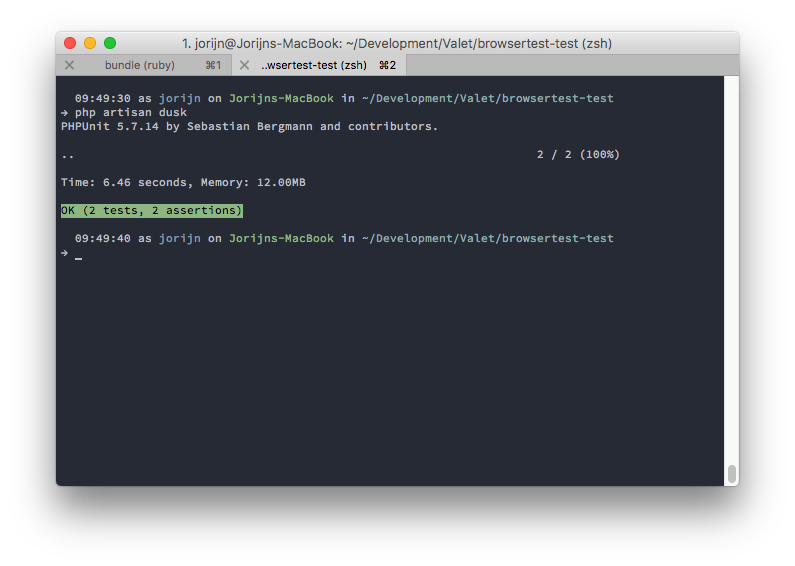 1. jorijn@Jorijns-MacBook: ~/Development/Valet/browsertest-test (zsh)
bundle (ruby) ⌘1 ..wsertest-test (zsh) ⌘2
09:49:30 as jorijn on Jorijns-MacBook in ~/Development/Valet/browsertest-test
→ php artisan dusk
PHPUnit 5.7.14 by Sebastian Bergmann and contributors.
.. 2 / 2 (100%)
Time: 6.46 seconds, Memory: 12.00MB
OK (2 tests, 2 assertions)
09:49:40 as jorijn on Jorijns-MacBook in ~/Development/Valet/browsertest-test
→ _